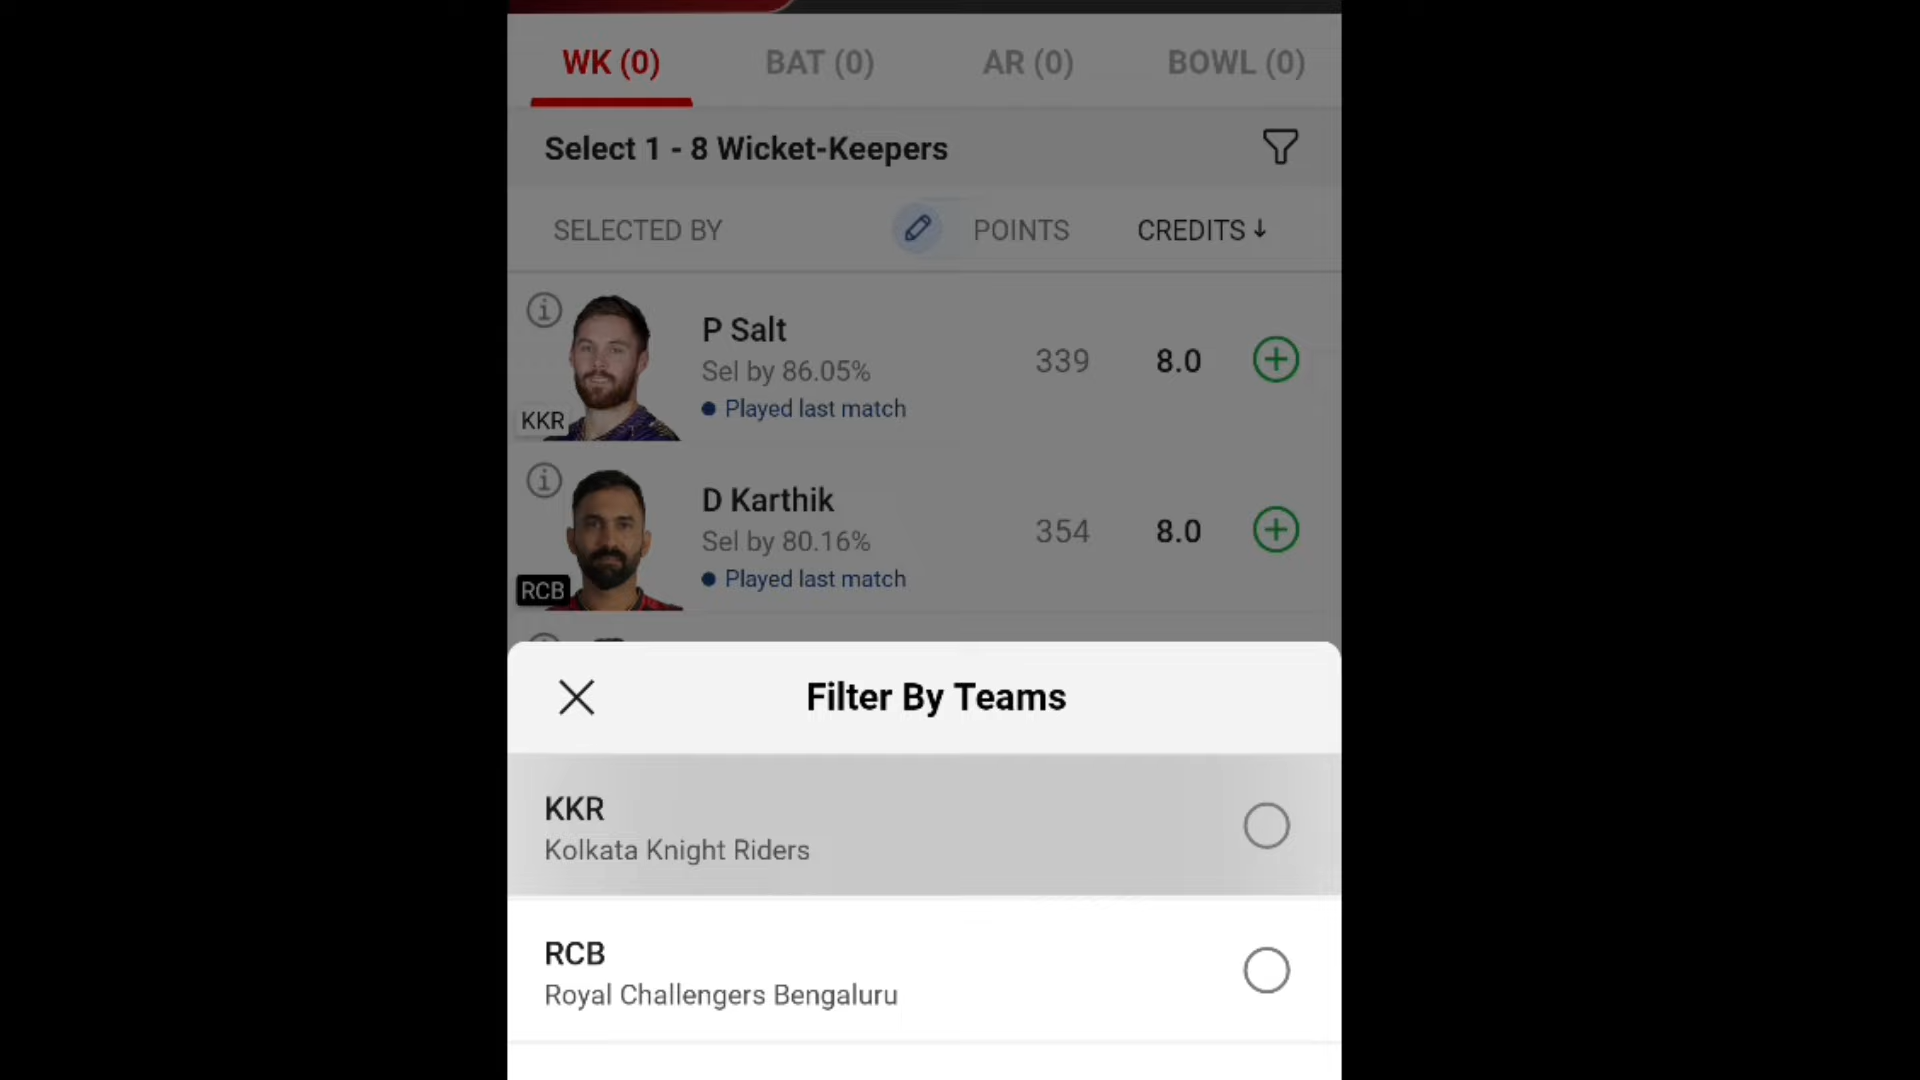 WK (0) BAT (0) AR (0) BOWL (0)
Select 1 - 8 Wicket-Keepers
SELECTED BY POINTS CREDITS ↓
P Salt
Sel by 86.05% 339 8.0
Played last match
KKR
D Karthik
Sel by 80.16% 354 8.0
Played last match
RCB
Filter By Teams
KKR
Kolkata Knight Riders
RCB
Royal Challengers Bengaluru